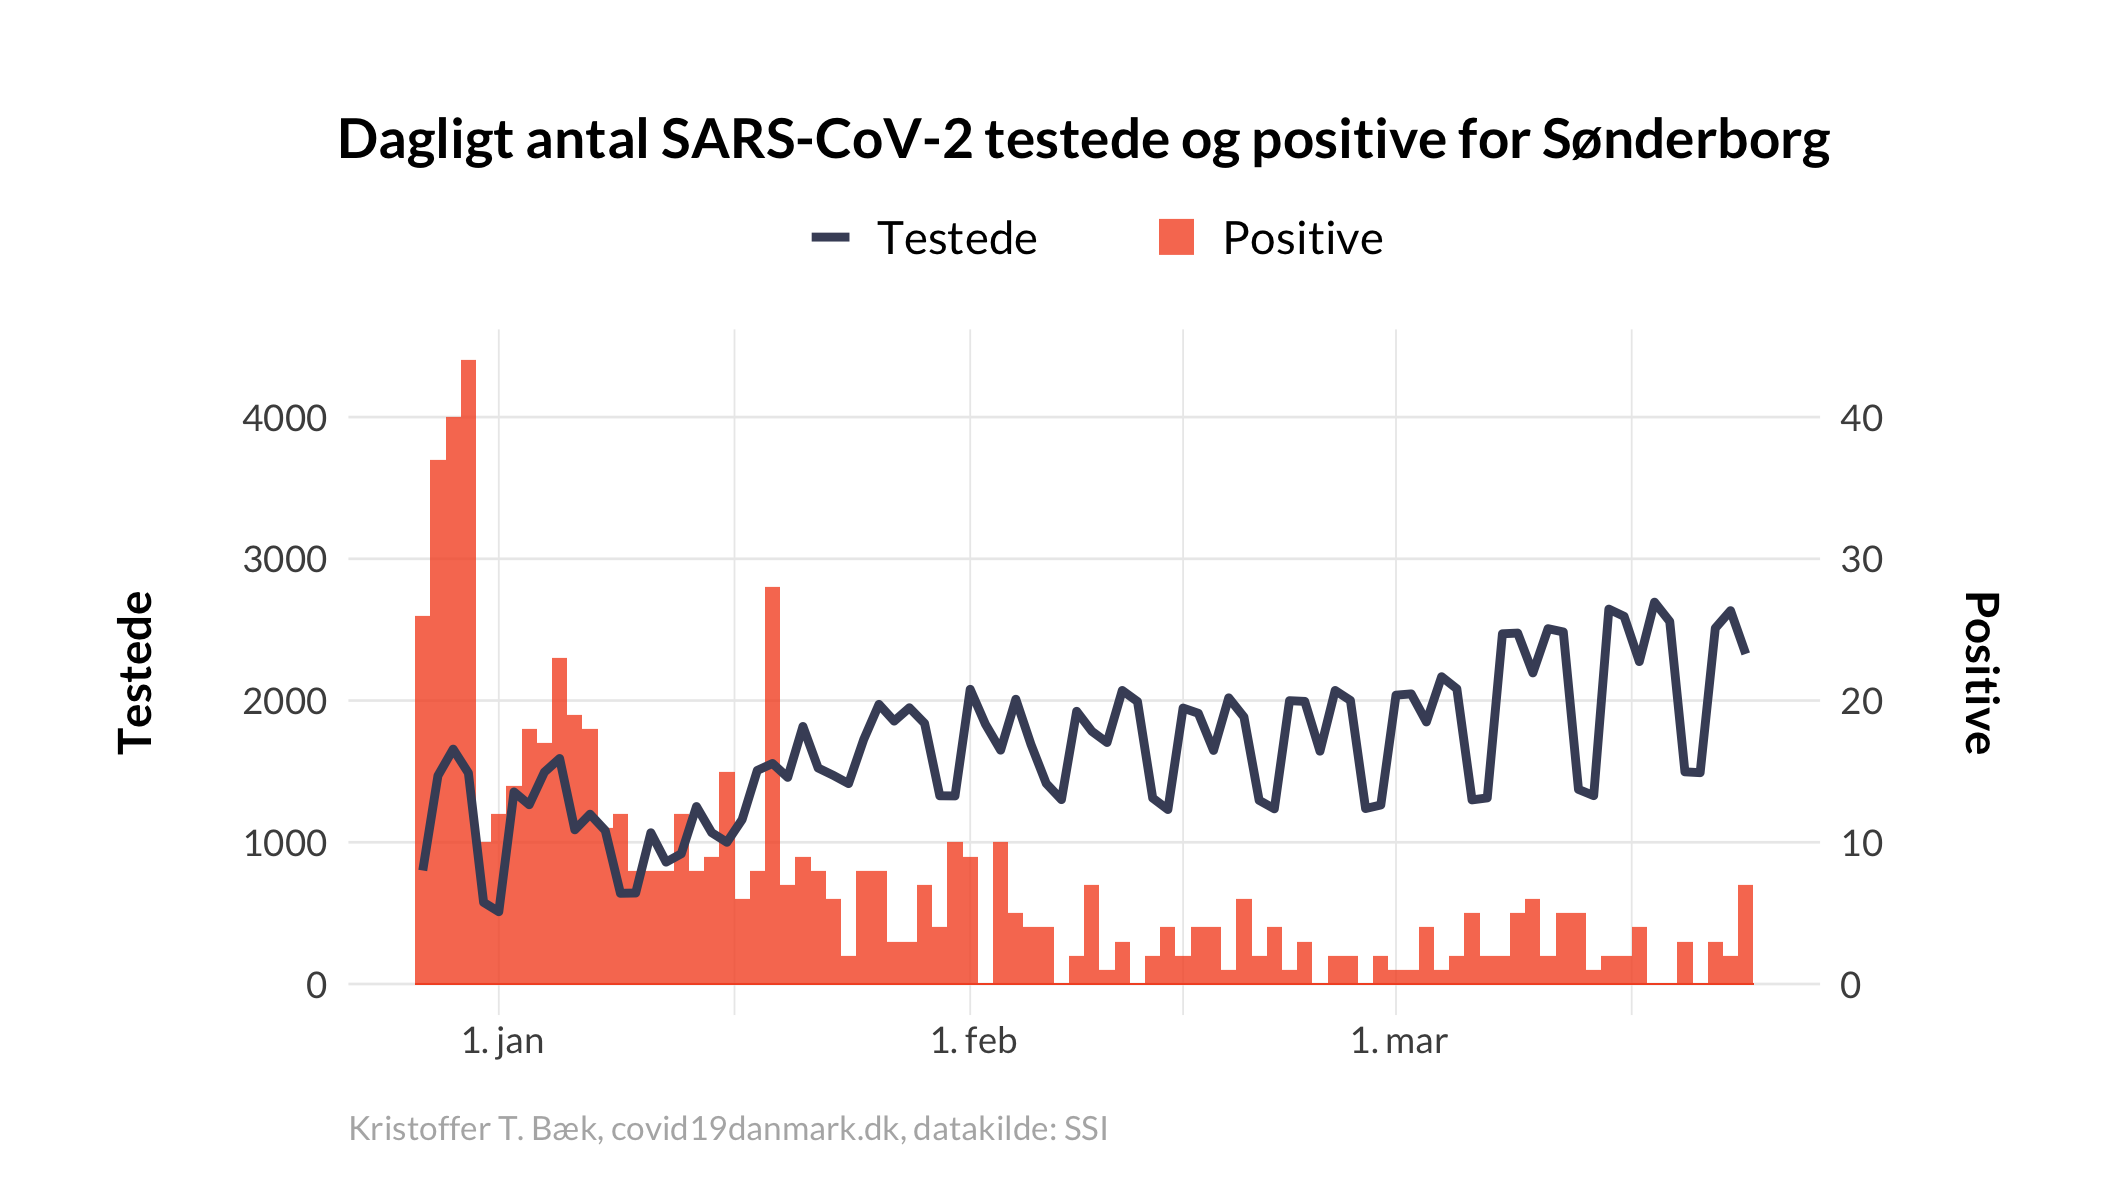 Dagligt antal SARS-CoV-2 testede og positive for Sønderborg
Testede
Positive
4000
3000
2000
1000
0
Testede
40
30
20
10
0
Positive
1. jan
1. feb
1. mar
Kristoffer T. Bæk, covid19danmark.dk, datakilde: SSI